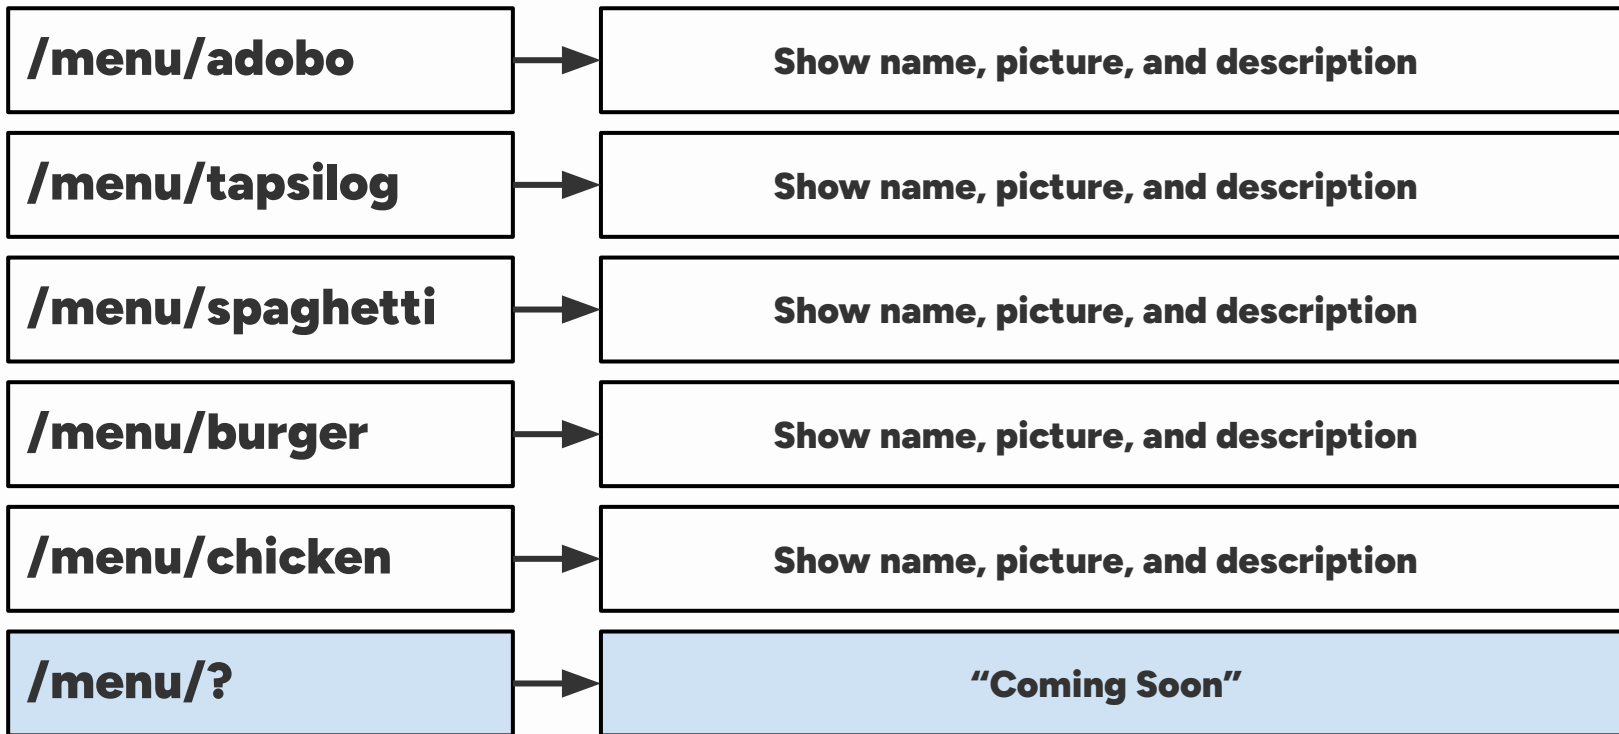 /menu/adobo
Show name, picture, and description
/menu/tapsilog
Show name, picture, and description
/menu/spaghetti
Show name, picture, and description
/menu/burger
Show name, picture, and description
/menu/chicken
Show name, picture, and description
/menu/?
“Coming Soon”